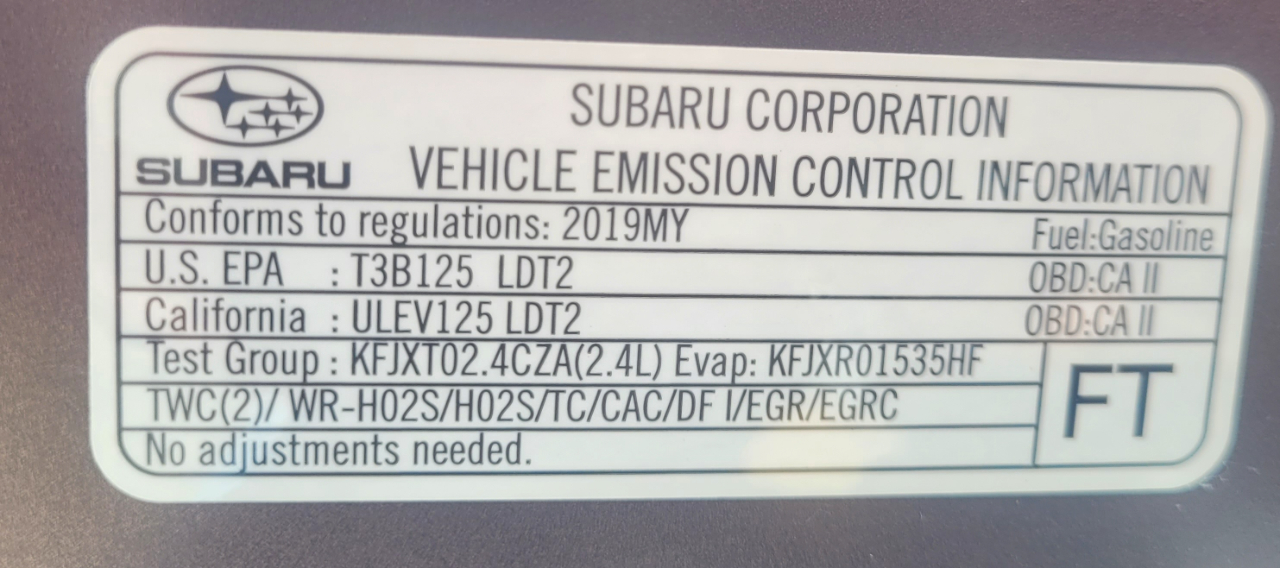 SUBARU CORPORATION
SUBARU VEHICLE EMISSION CONTROL INFORMATION
Conforms to regulations: 2019MY Fuel:Gasoline
U.S. EPA : T3B125 LDT2 OBD:CA II
California : ULEV125 LDT2 OBD:CA II
Test Group : KFJXT02.4CZA(2.4L) Evap: KFJXR01535HF
TWC(2)/ WR-HO2S/HO2S/TC/CAC/DF I/EGR/EGRC
FT
No adjustments needed.